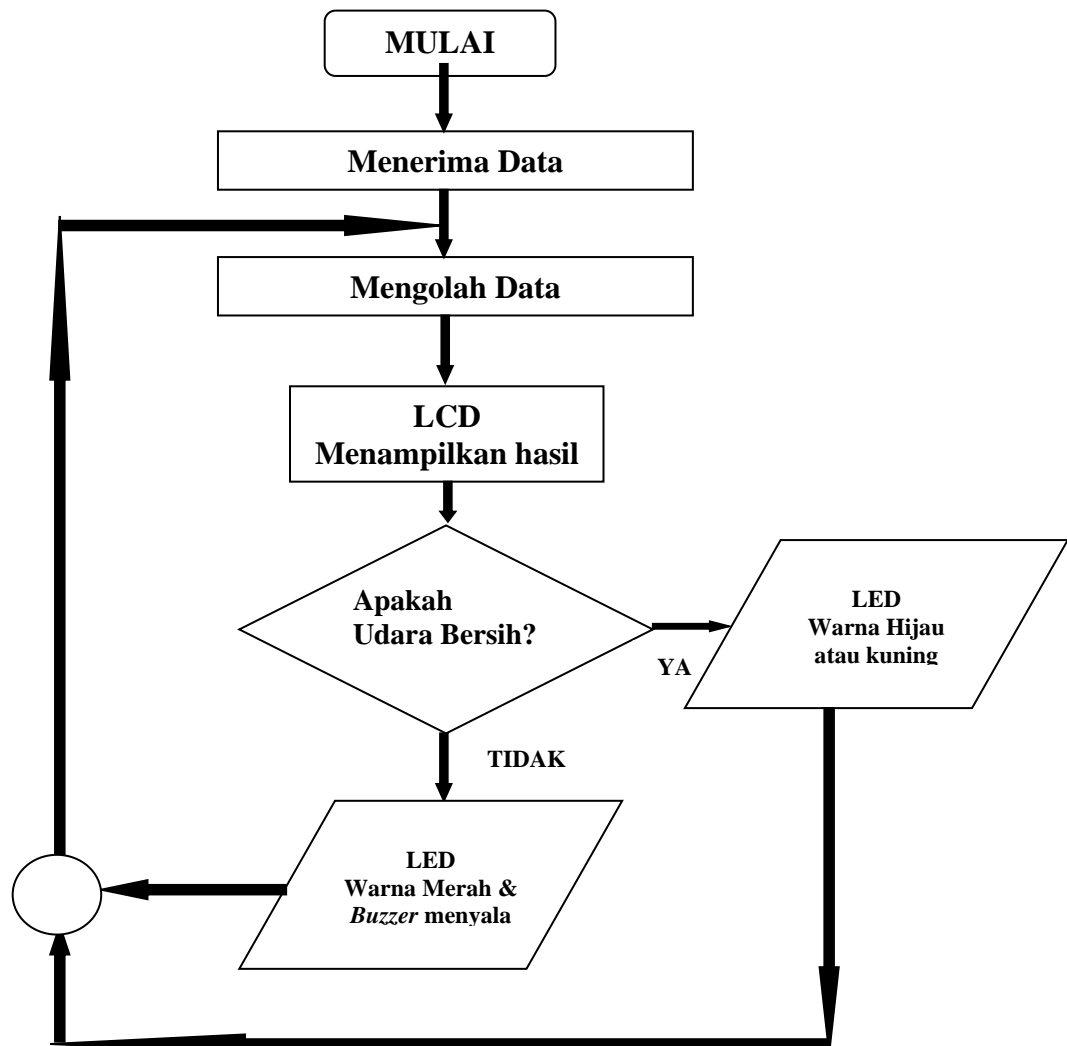 MULAI
Menerima Data
Mengolah Data
LCD
Menampilkan hasil
Apakah
Udara Bersih?
YA
LED
Warna Hijau
atau kuning
TIDAK
LED
Warna Merah &
Buzzer menyala